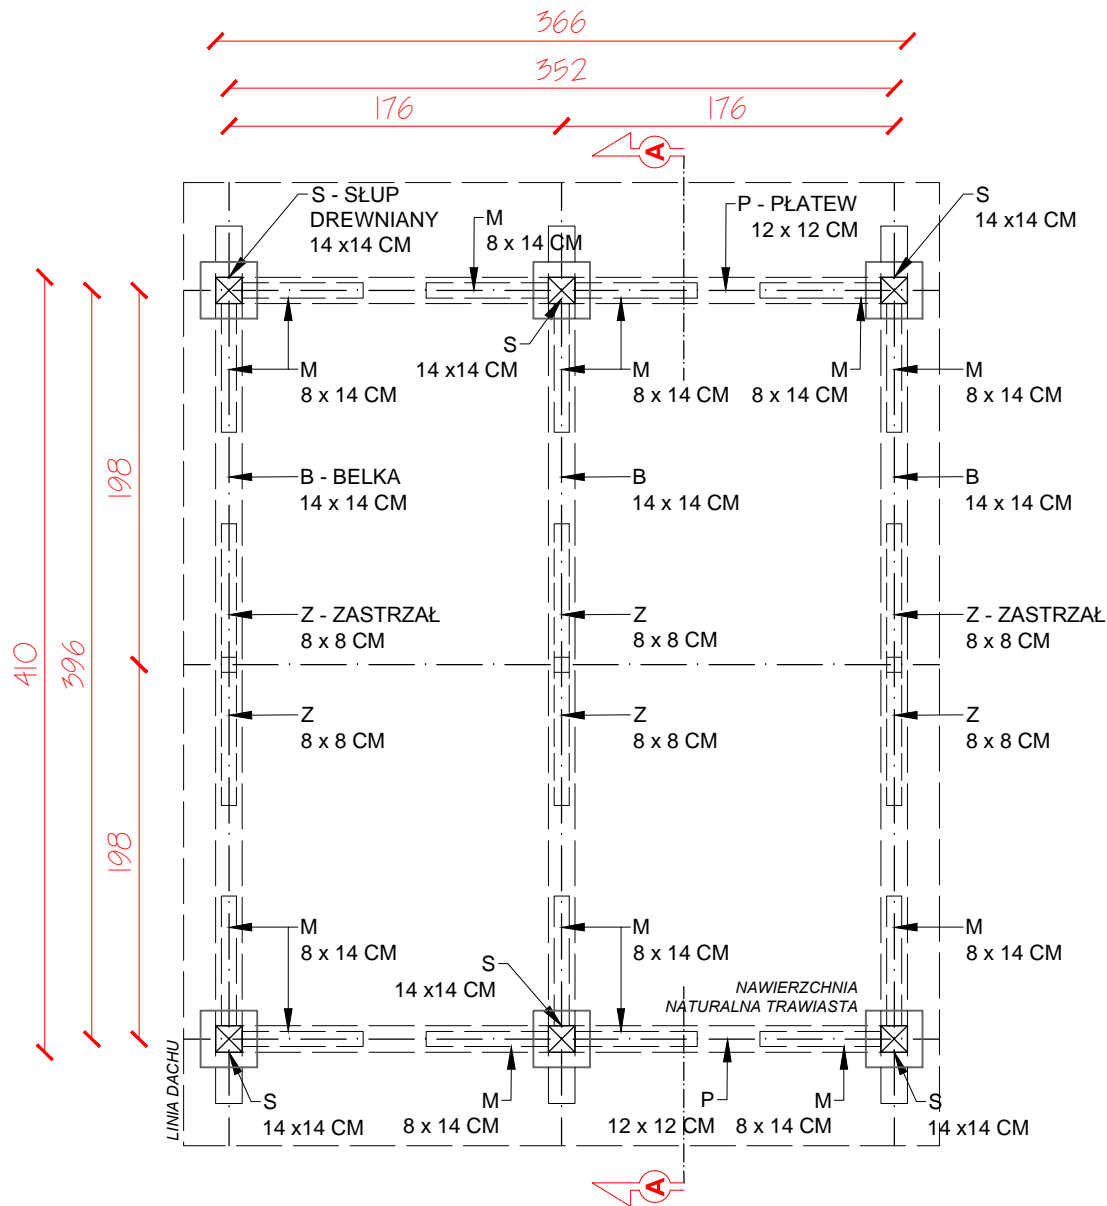 366
352
176
176
A
S - SŁUP
DREWNIANY
14 x14 CM
M
8 x 14 CM
P - PŁATEW
12 x 12 CM
S
14 x14 CM
S
14 x14 CM
M
8 x 14 CM
M
8 x 14 CM
M
8 x 14 CM
M
8 x 14 CM
B - BELKA
14 x 14 CM
B
14 x 14 CM
B
14 x 14 CM
198
410
396
198
Z - ZASTRZAŁ
8 x 8 CM
Z
8 x 8 CM
Z - ZASTRZAŁ
8 x 8 CM
Z
8 x 8 CM
Z
8 x 8 CM
Z
8 x 8 CM
M
8 x 14 CM
S
14 x14 CM
M
8 x 14 CM
M
8 x 14 CM
NAWIERZCHNIA
NATURALNA TRAWIASTA
LINIA DACHU
S
14 x14 CM
M
8 x 14 CM
P
12 x 12 CM
M
8 x 14 CM
S
14 x14 CM
A